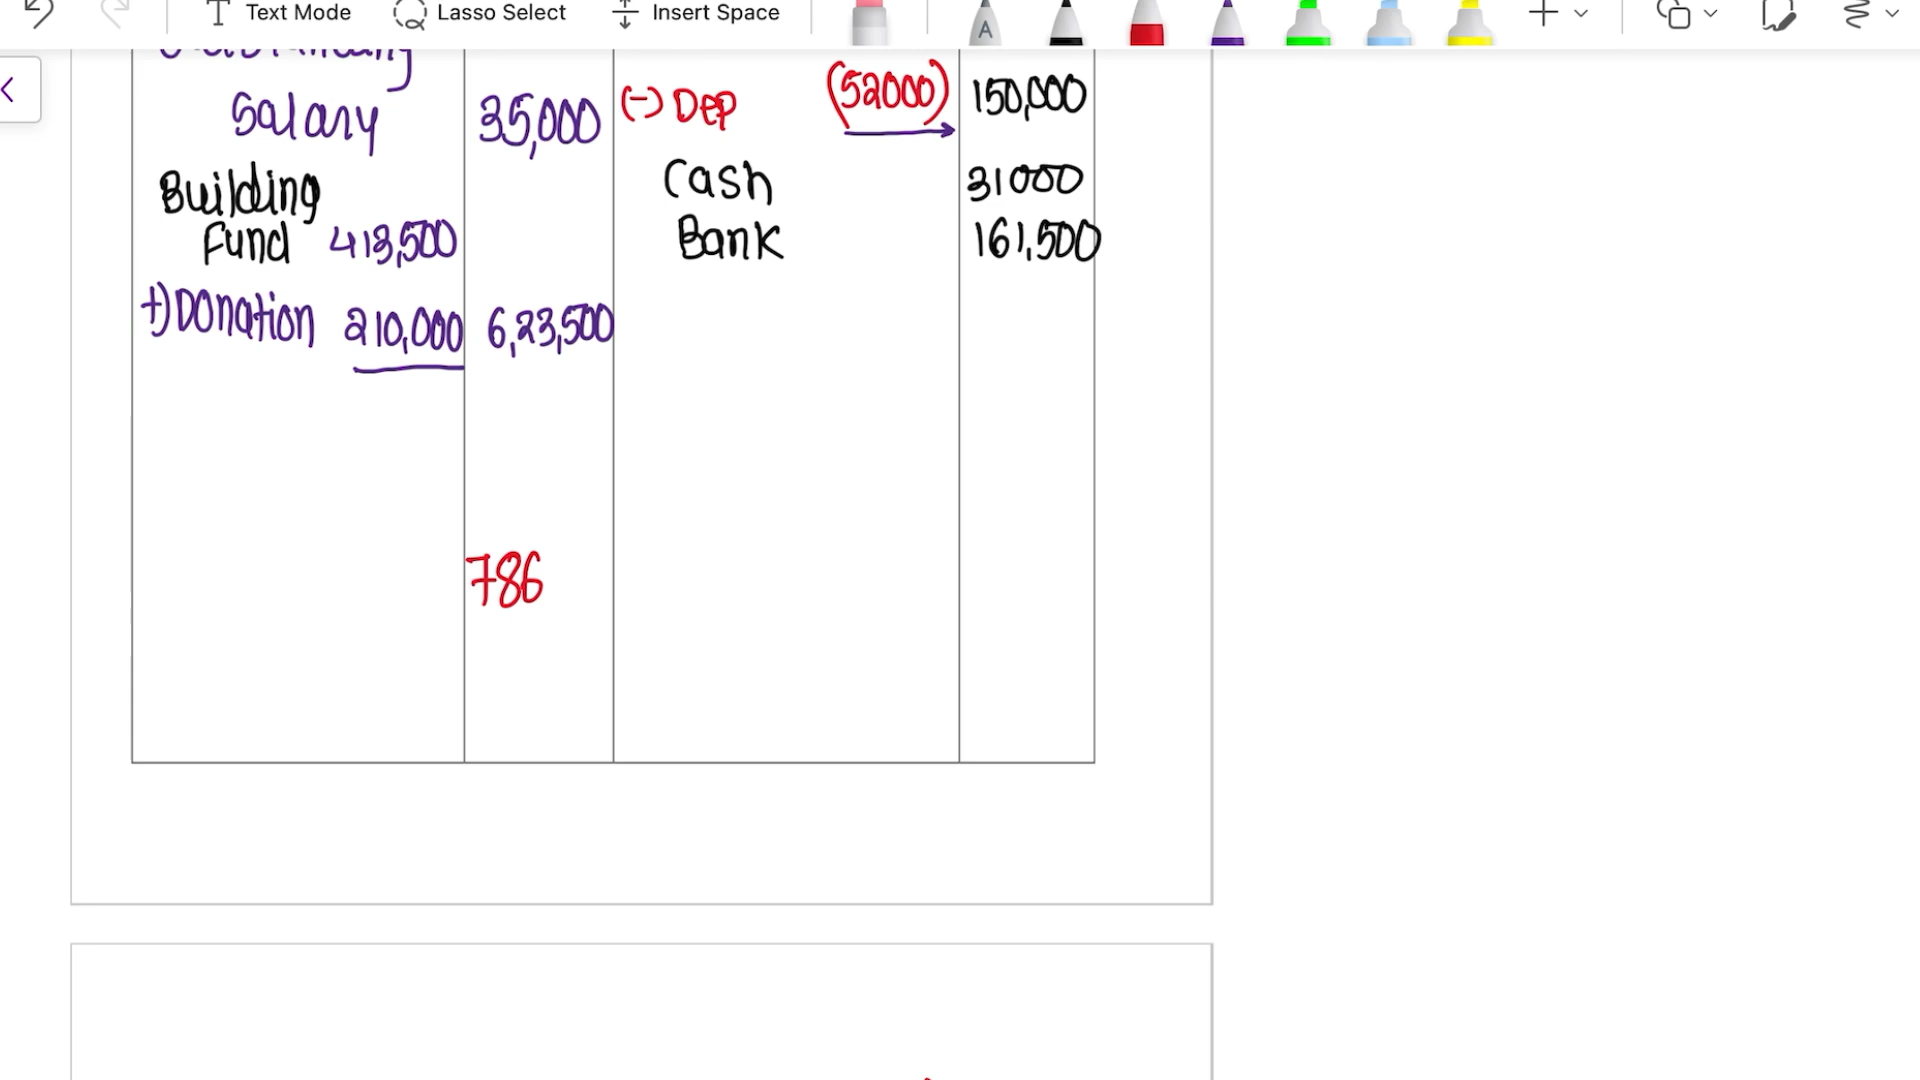 Text Mode Lasso Select Insert Space
A
Outstanding
Salary 35,000 (-) Dep (52000) 150,000
Building Cash 31000
Fund 413,500 Bank 161,500
+) Donation 210,000 6,23,500
786